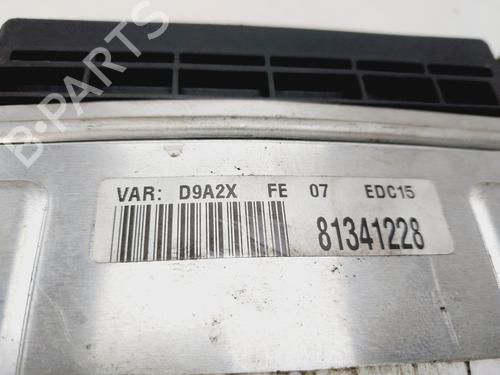 B-PARTS
VAR: D9A2X FE 07 EDC15
81341228